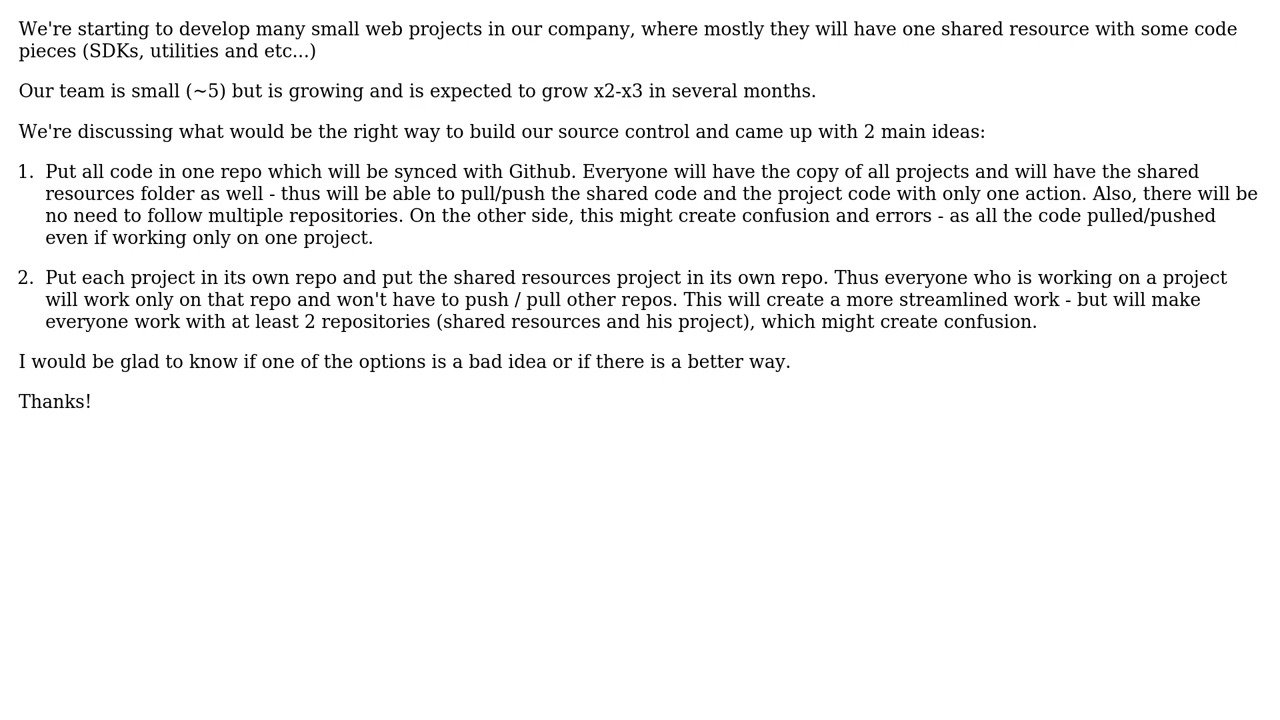 We're starting to develop many small web projects in our company, where mostly they will have one shared resource with some code
pieces (SDKs, utilities and etc...)
Our team is small (~5) but is growing and is expected to grow x2-x3 in several months.
We're discussing what would be the right way to build our source control and came up with 2 main ideas:
1. Put all code in one repo which will be synced with Github. Everyone will have the copy of all projects and will have the shared
resources folder as well - thus will be able to pull/push the shared code and the project code with only one action. Also, there will be
no need to follow multiple repositories. On the other side, this might create confusion and errors - as all the code pulled/pushed
even if working only on one project.
2. Put each project in its own repo and put the shared resources project in its own repo. Thus everyone who is working on a project
will work only on that repo and won't have to push / pull other repos. This will create a more streamlined work - but will make
everyone work with at least 2 repositories (shared resources and his project), which might create confusion.
I would be glad to know if one of the options is a bad idea or if there is a better way.
Thanks!